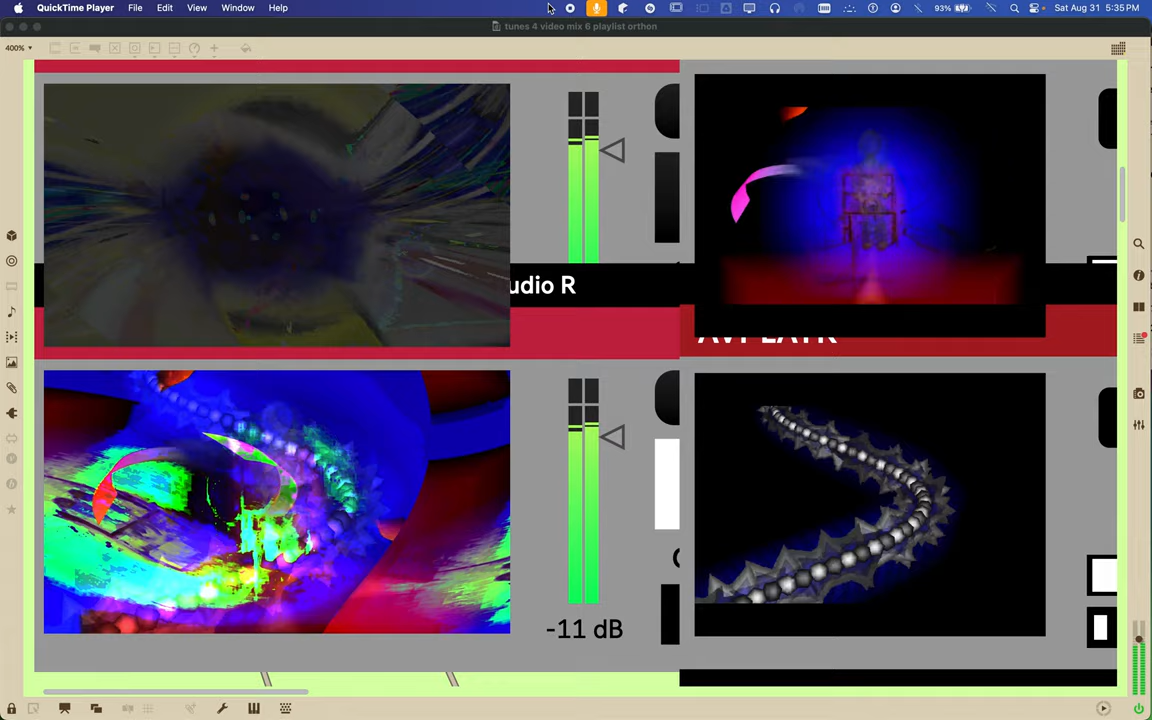 QuickTime Player File Edit View Window Help 93% Sat Aug 31 5:35 PM
tunes 4 video mix 6 playlist orthon
400%
udio R
-11 dB